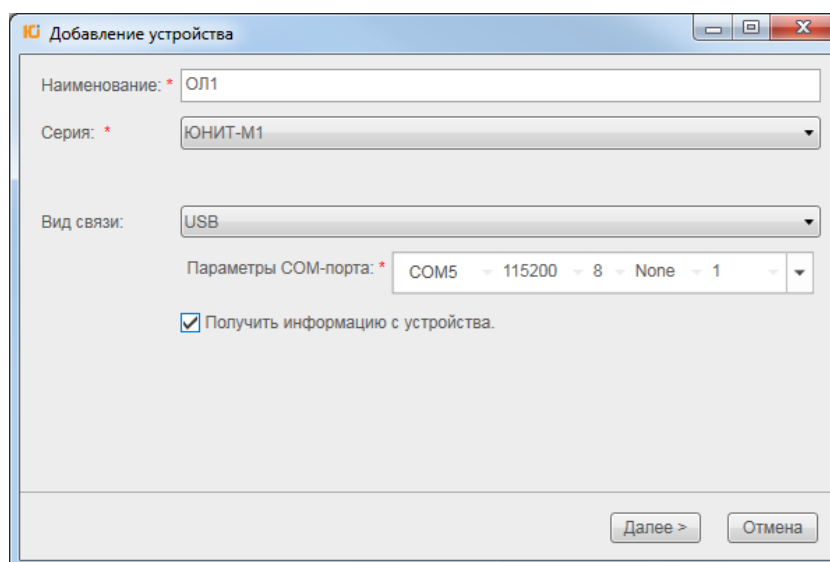 Добавление устройства
Наименование: * ОЛ1
Серия: * ЮНИТ-М1
Вид связи: USB
Параметры COM-порта: * COM5 115200 8 None 1
Получить информацию с устройства.
Далее > Отмена